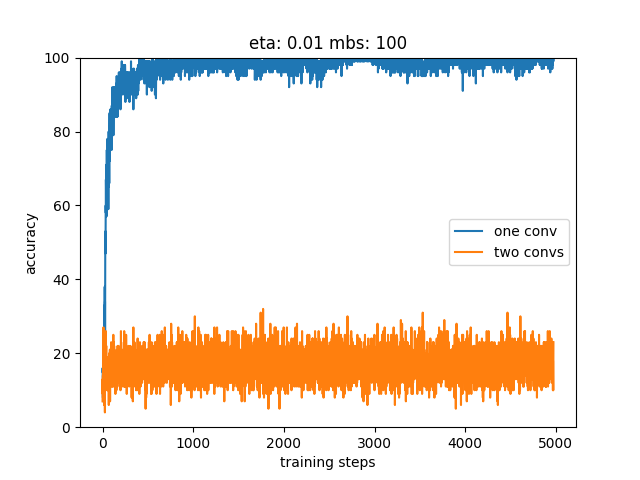 eta: 0.01 mbs: 100
100
80
60
40
20
0
accuracy
one conv
two convs
0 1000 2000 3000 4000 5000
training steps